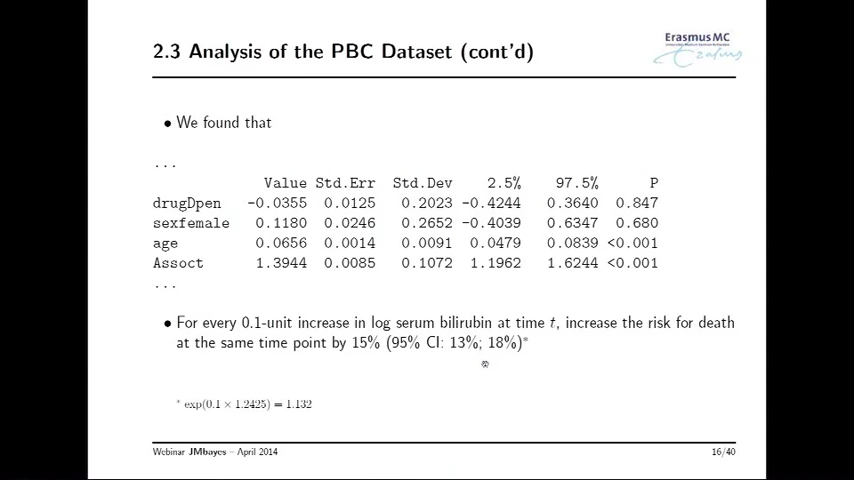 2.3 Analysis of the PBC Dataset (cont'd)
Erasmus MC
Erasmus
• We found that
...
Value Std.Err Std.Dev 2.5% 97.5% P
drugDpen -0.0355 0.0125 0.2023 -0.4244 0.3640 0.847
sexfemale 0.1180 0.0246 0.2652 -0.4039 0.6347 0.680
age 0.0656 0.0014 0.0091 0.0479 0.0839 <0.001
Assoct 1.3944 0.0085 0.1072 1.1962 1.6244 <0.001
...
• For every 0.1-unit increase in log serum bilirubin at time t, increase the risk for death
at the same time point by 15% (95% CI: 13%; 18%)*
* exp(0.1 × 1.2425) = 1.132
Webinar JMbayes – April 2014 16/40